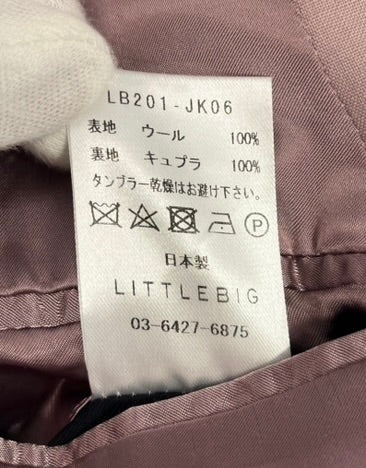 LB201-JK06
表地 ウール 100%
裏地 キュプラ 100%
タンブラー乾燥はお避け下さい。
P
日本製
LITTLEBIG
03-6427-6875